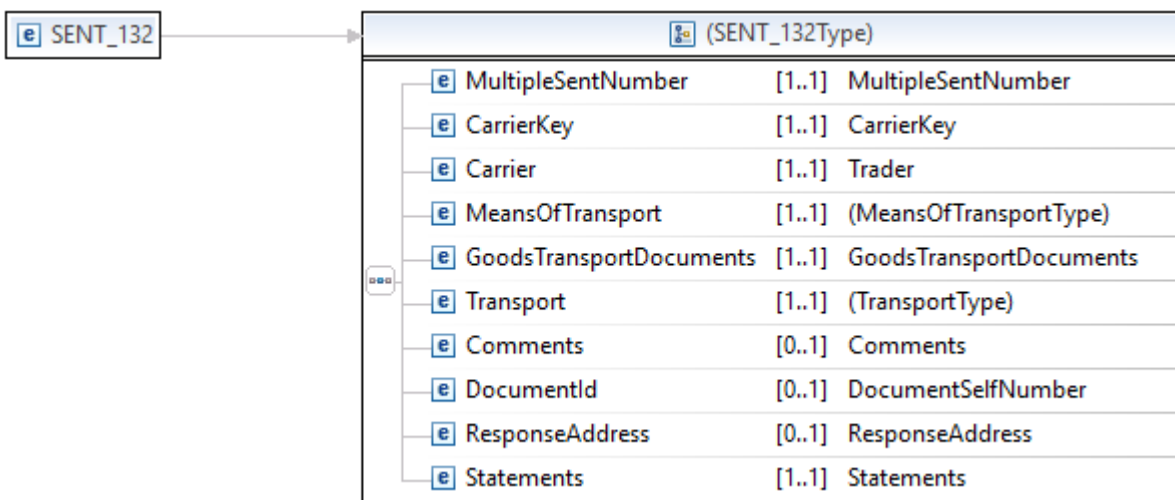 e SENT_132
(SENT_132Type)
e MultipleSentNumber [1..1] MultipleSentNumber
e CarrierKey [1..1] CarrierKey
e Carrier [1..1] Trader
e MeansOfTransport [1..1] (MeansOfTransportType)
e GoodsTransportDocuments [1..1] GoodsTransportDocuments
e Transport [1..1] (TransportType)
e Comments [0..1] Comments
e DocumentId [0..1] DocumentSelfNumber
e ResponseAddress [0..1] ResponseAddress
e Statements [1..1] Statements